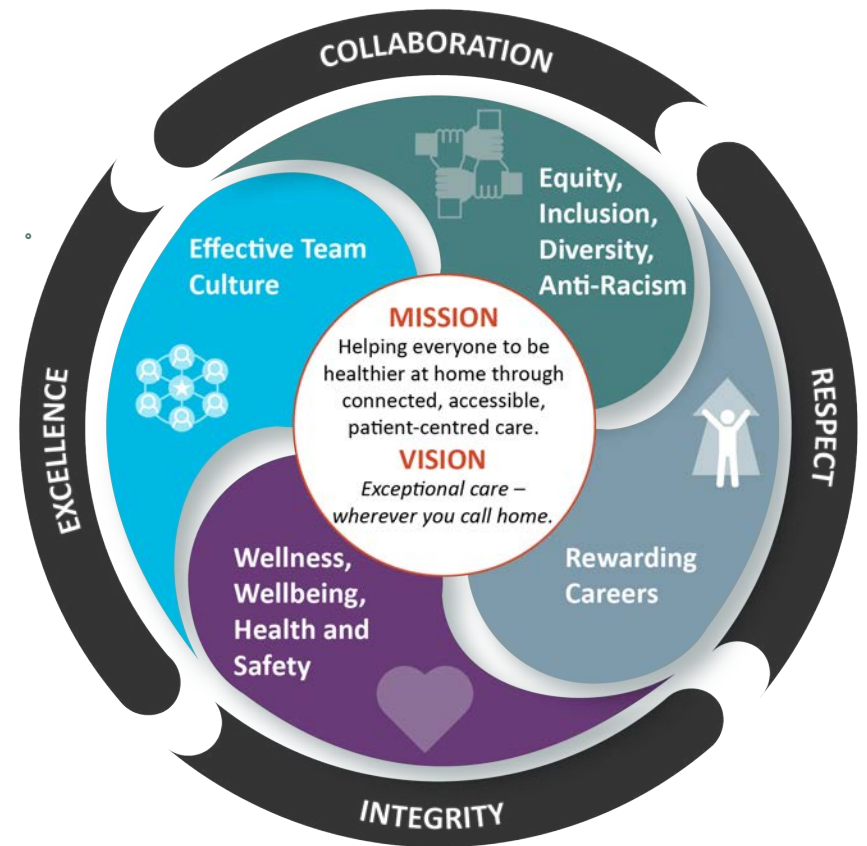 COLLABORATION
Equity,
Inclusion,
Diversity,
Anti-Racism
Effective Team
Culture
MISSION
Helping everyone to be
healthier at home through
connected, accessible,
patient-centred care.
VISION
Exceptional care –
wherever you call home.
EXCELLENCE
RESPECT
Wellness,
Wellbeing,
Health and
Safety
Rewarding
Careers
INTEGRITY